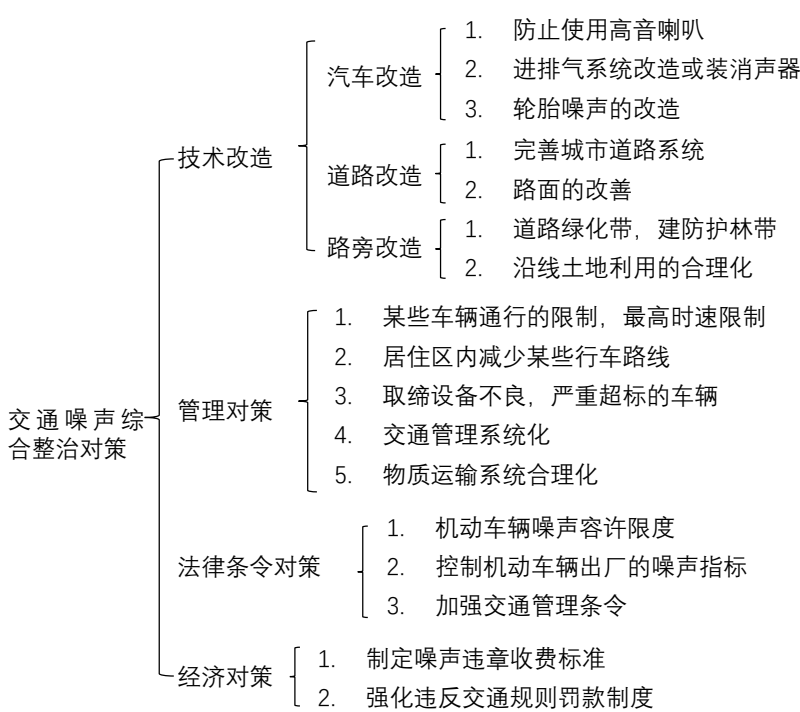 交通噪声综
合整治对策
技术改造
汽车改造
1. 防止使用高音喇叭
2. 进排气系统改造或装消声器
3. 轮胎噪声的改造
道路改造
1. 完善城市道路系统
2. 路面的改善
路旁改造
1. 道路绿化带，建防护林带
2. 沿线土地利用的合理化
管理对策
1. 某些车辆通行的限制，最高时速限制
2. 居住区内减少某些行车路线
3. 取缔设备不良，严重超标的车辆
4. 交通管理系统化
5. 物质运输系统合理化
法律条令对策
1. 机动车辆噪声容许限度
2. 控制机动车辆出厂的噪声指标
3. 加强交通管理条令
经济对策
1. 制定噪声违章收费标准
2. 强化违反交通规则罚款制度